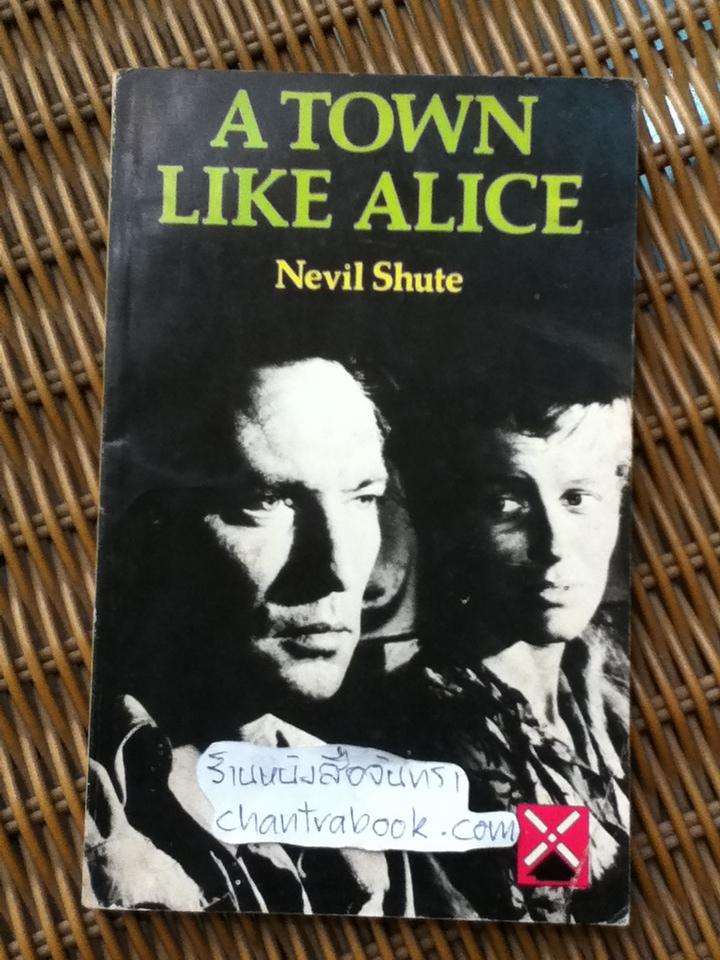 A TOWN
LIKE ALICE
Nevil Shute
ร้านหนังสือจันทรา
chantrabook.com